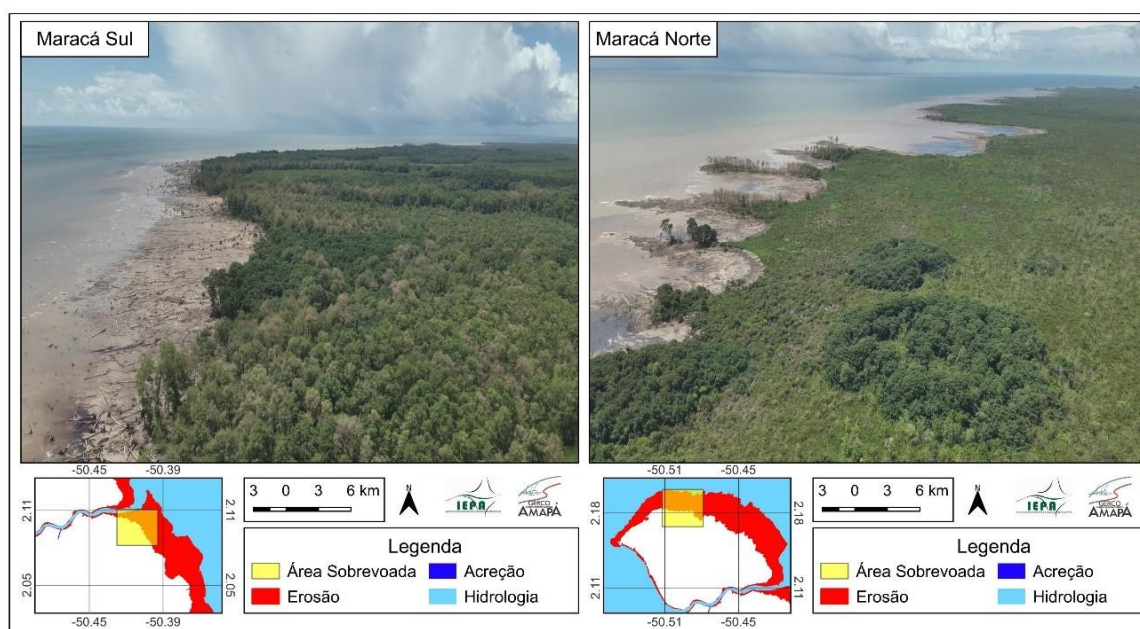 Maracá Sul
Maracá Norte
-50.45
-50.39
2.11
2.11
2.05
2.05
-50.45
-50.39
3 0 3 6 km
N
IEPA
GERCO
AMAPÁ
Legenda
Área Sobrevoada
Acreção
Erosão
Hidrologia
-50.51
-50.45
2.18
2.18
2.11
2.11
-50.51
-50.45
3 0 3 6 km
N
IEPA
GERCO
AMAPÁ
Legenda
Área Sobrevoada
Acreção
Erosão
Hidrologia